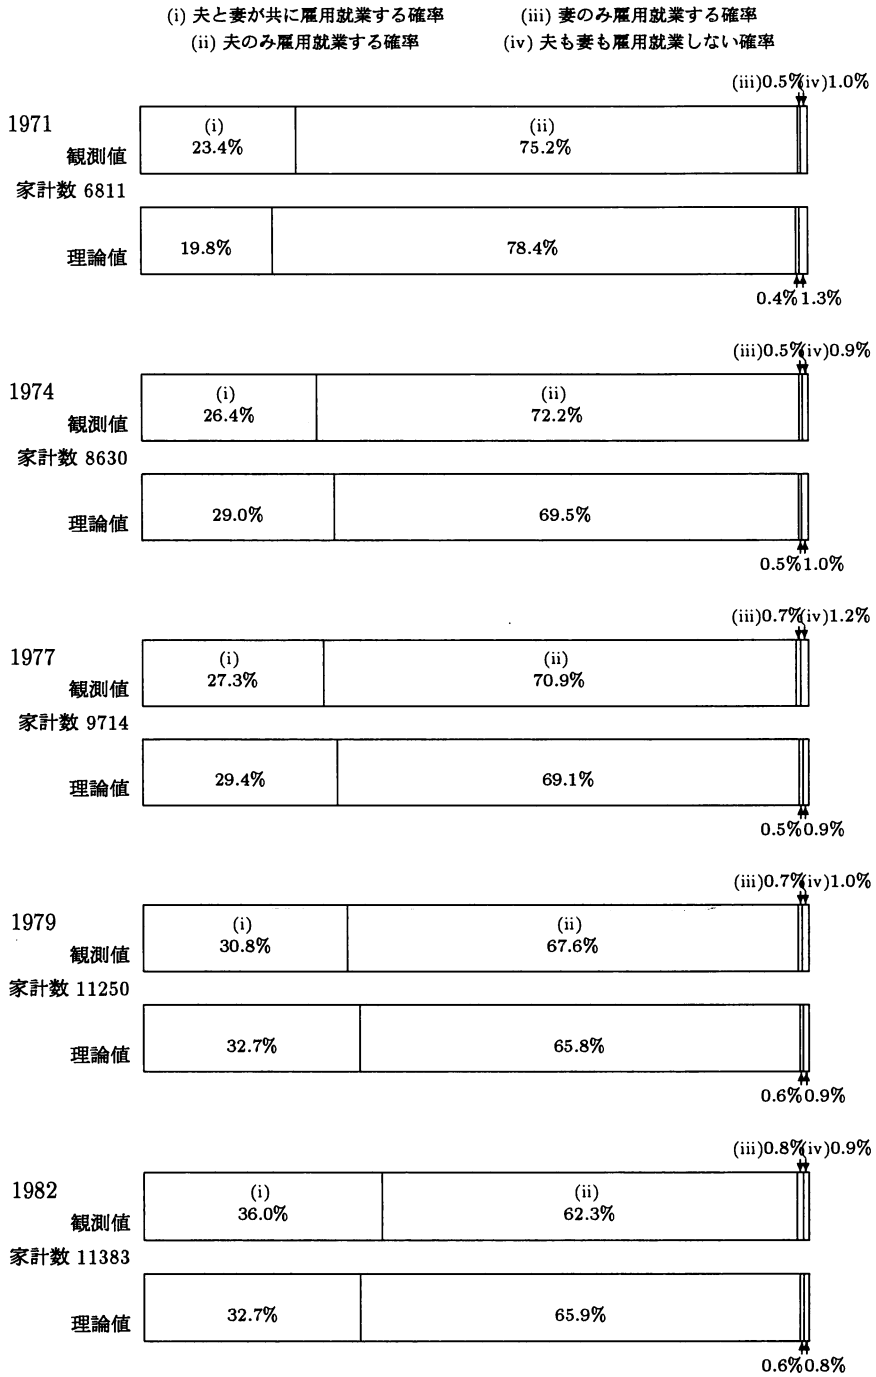 (i) 夫と妻が共に雇用就業する確率 (iii) 妻のみ雇用就業する確率
(ii) 夫のみ雇用就業する確率 (iv) 夫も妻も雇用就業しない確率
(iii)0.5% (iv)1.0%
1971
(i) (ii)
観測値 23.4% 75.2%
家計数 6811
理論値 19.8% 78.4%
0.4% 1.3%
(iii)0.5% (iv)0.9%
1974
(i) (ii)
観測値 26.4% 72.2%
家計数 8630
理論値 29.0% 69.5%
0.5% 1.0%
(iii)0.7% (iv)1.2%
1977
(i) (ii)
観測値 27.3% 70.9%
家計数 9714
理論値 29.4% 69.1%
0.5% 0.9%
(iii)0.7% (iv)1.0%
1979
(i) (ii)
観測値 30.8% 67.6%
家計数 11250
理論値 32.7% 65.8%
0.6% 0.9%
(iii)0.8% (iv)0.9%
1982
(i) (ii)
観測値 36.0% 62.3%
家計数 11383
理論値 32.7% 65.9%
0.6% 0.8%